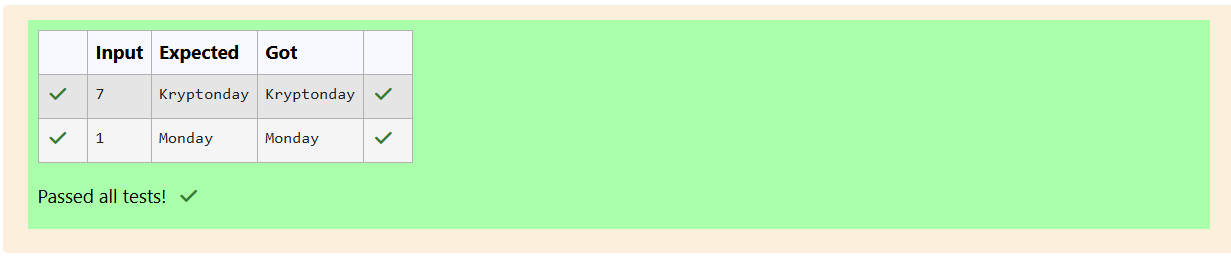 Input Expected Got
7 Kryptonday Kryptonday
1 Monday Monday
Passed all tests!